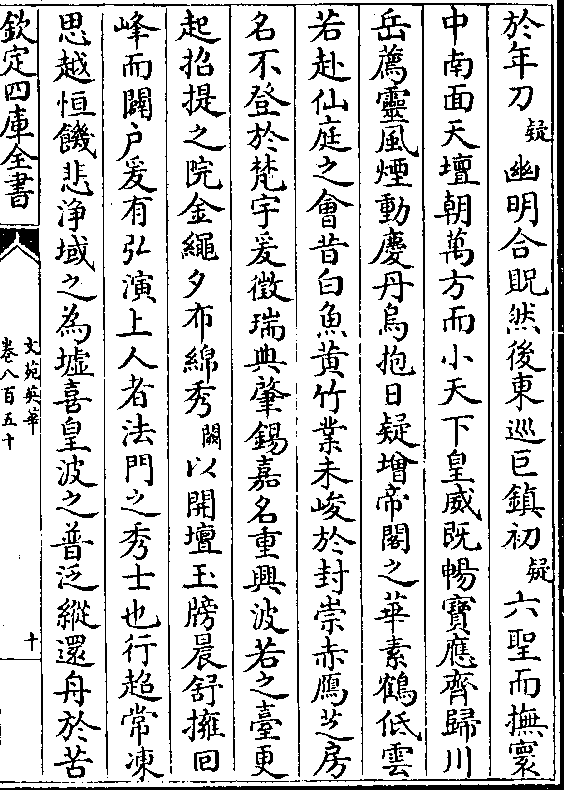 於年刀疑幽明合貺然後東巡巨鎮初疑六聖而撫寰
中南面天壇朝萬方而小天下皇威既暢寶應齊歸川
岳薦靈風煙動慶丹烏抱日疑增帝閣之華素鶴低雲
若赴仙庭之會昔白魚黃竹業未峻於封崇赤鴈芝房
名不登於梵宇爰徵瑞典肇錫嘉名重興波若之臺更
起招提之院金繩夕布綿秀闕以開壇玉牓晨舒擁回
峰而闢户爰有弘演上人者法門之秀士也行超常凍
思越恒饑悲浄域之為墟喜皇波之普泛縱還舟於苦
欽定四庫全書
文苑英華
卷八百五十
十